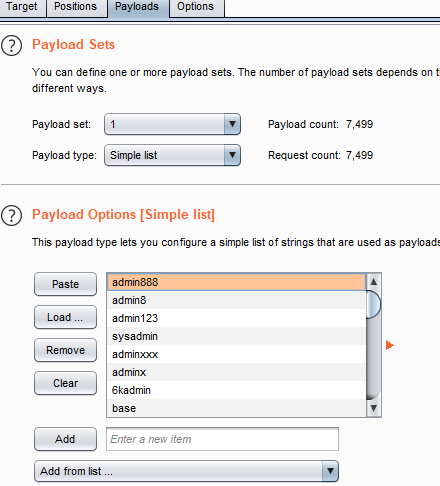 Target Positions Payloads Options
Payload Sets
You can define one or more payload sets. The number of payload sets depends on
different ways.
Payload set: 1 Payload count: 7,499
Payload type: Simple list Request count: 7,499
Payload Options [Simple list]
This payload type lets you configure a simple list of strings that are used as payloads
Paste
Load ...
Remove
Clear
admin888
admin8
admin123
sysadmin
adminxxx
adminx
6kadmin
base
Add Enter a new item
Add from list ...